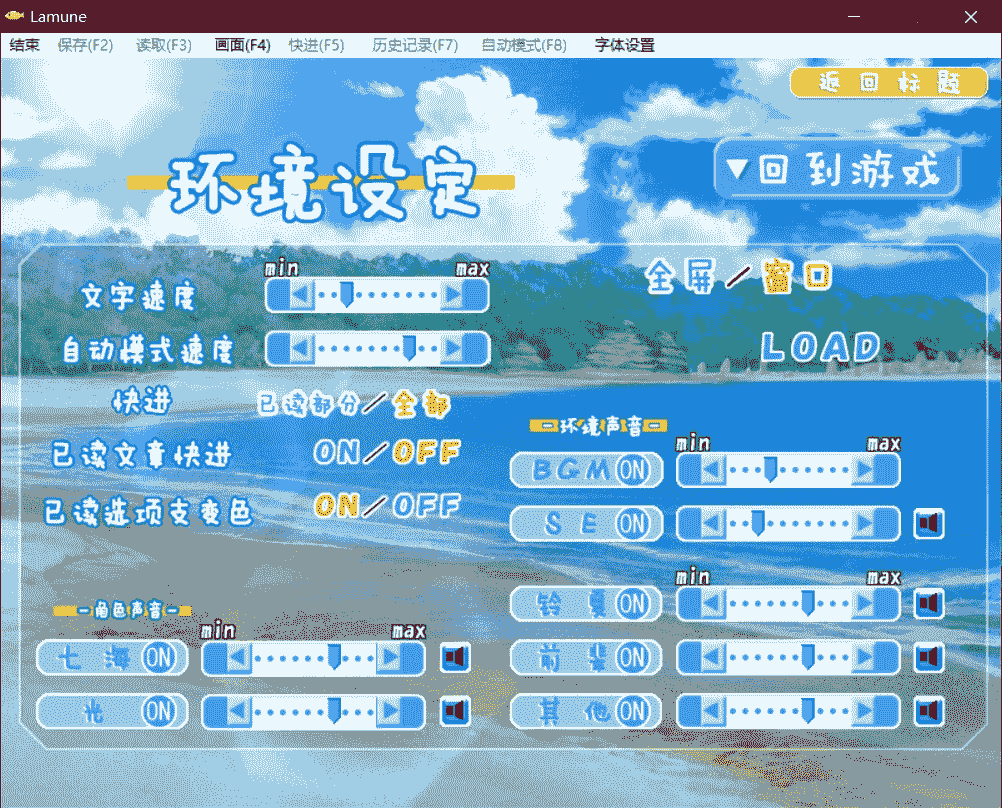 Lamune
结束 保存(F2) 读取(F3) 画面(F4) 快进(F5) 历史记录(F7) 自动模式(F8) 字体设置
返回标题
环境设定
回到游戏
min max
文字速度
全屏/窗口
自动模式速度
LOAD
快进 已读部分/全部
已读文章快进 ON/OFF
已读选项支变色 ON/OFF
环境声音
min max
BGM ON
SE ON
角色声音
min max
七海 ON
光 ON
min max
铃夏 ON
前辈 ON
其他 ON